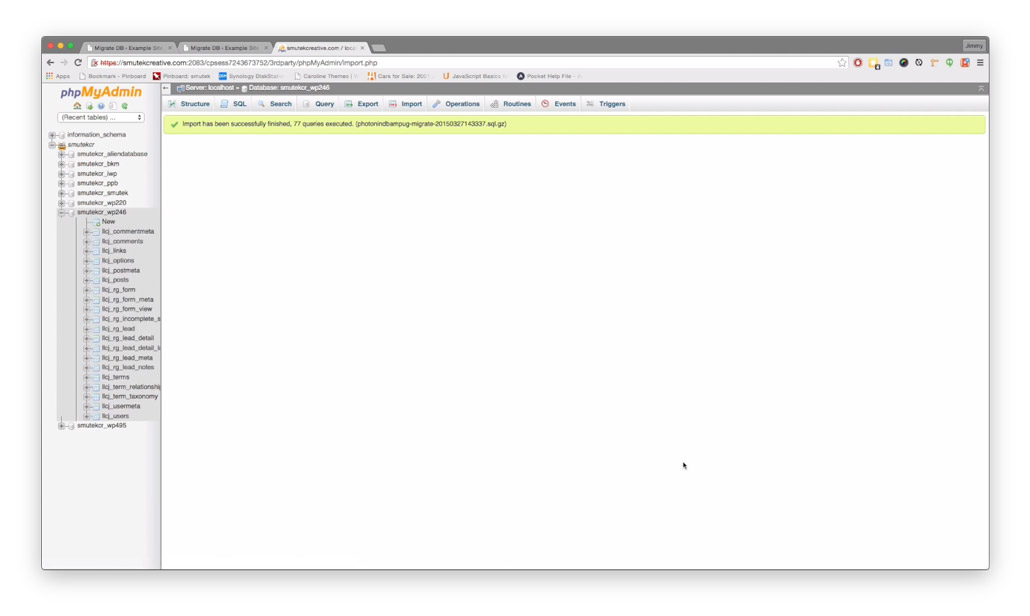 Migrate DB - Example Site
Migrate DB - Example Site
smutekcreative.com / loca
Jimmy
https://smutekcreative.com:2083/cpsess7243673752/3rdparty/phpMyAdmin/import.php
Apps
Bookmark - Pinboard
Pinboard: smutek
Synology DiskStat
Caroline Themes | W
Cars for Sale: 200
JavaScript Basics
Pocket Help File -
phpMyAdmin
(Recent tables) ...
information_schema
smutekcr
smutekcr_aliendatabase
smutekcr_bkm
smutekcr_iwp
smutekcr_ppb
smutekcr_smutek
smutekcr_wp220
smutekcr_wp246
New
llcj_commentmeta
llcj_comments
llcj_links
llcj_options
llcj_postmeta
llcj_posts
llcj_rg_form
llcj_rg_form_meta
llcj_rg_form_view
llcj_rg_incomplete_s
llcj_rg_lead
llcj_rg_lead_detail
llcj_rg_lead_detail_l
llcj_rg_lead_meta
llcj_rg_lead_notes
llcj_terms
llcj_term_relationship
llcj_term_taxonomy
llcj_usermeta
llcj_users
smutekcr_wp495
Server: localhost » Database: smutekcr_wp246
Structure SQL Search Query Export Import Operations Routines Events Triggers
Import has been successfully finished, 77 queries executed. (photonindbampug-migrate-20150327143337.sql.gz)